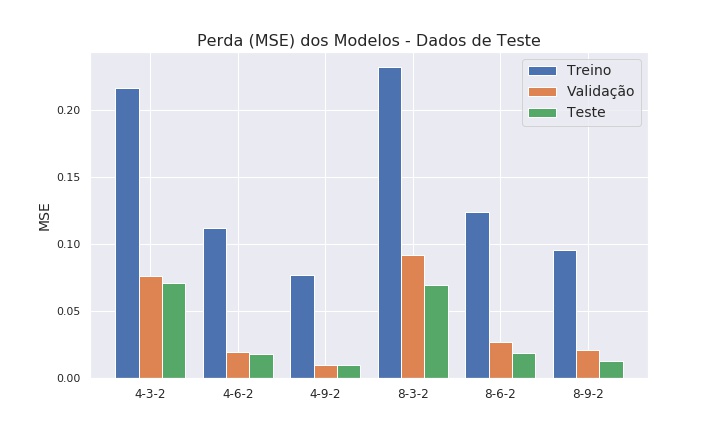 Perda (MSE) dos Modelos - Dados de Teste
Treino
Validação
Teste
MSE
0.20
0.15
0.10
0.05
0.00
4-3-2
4-6-2
4-9-2
8-3-2
8-6-2
8-9-2